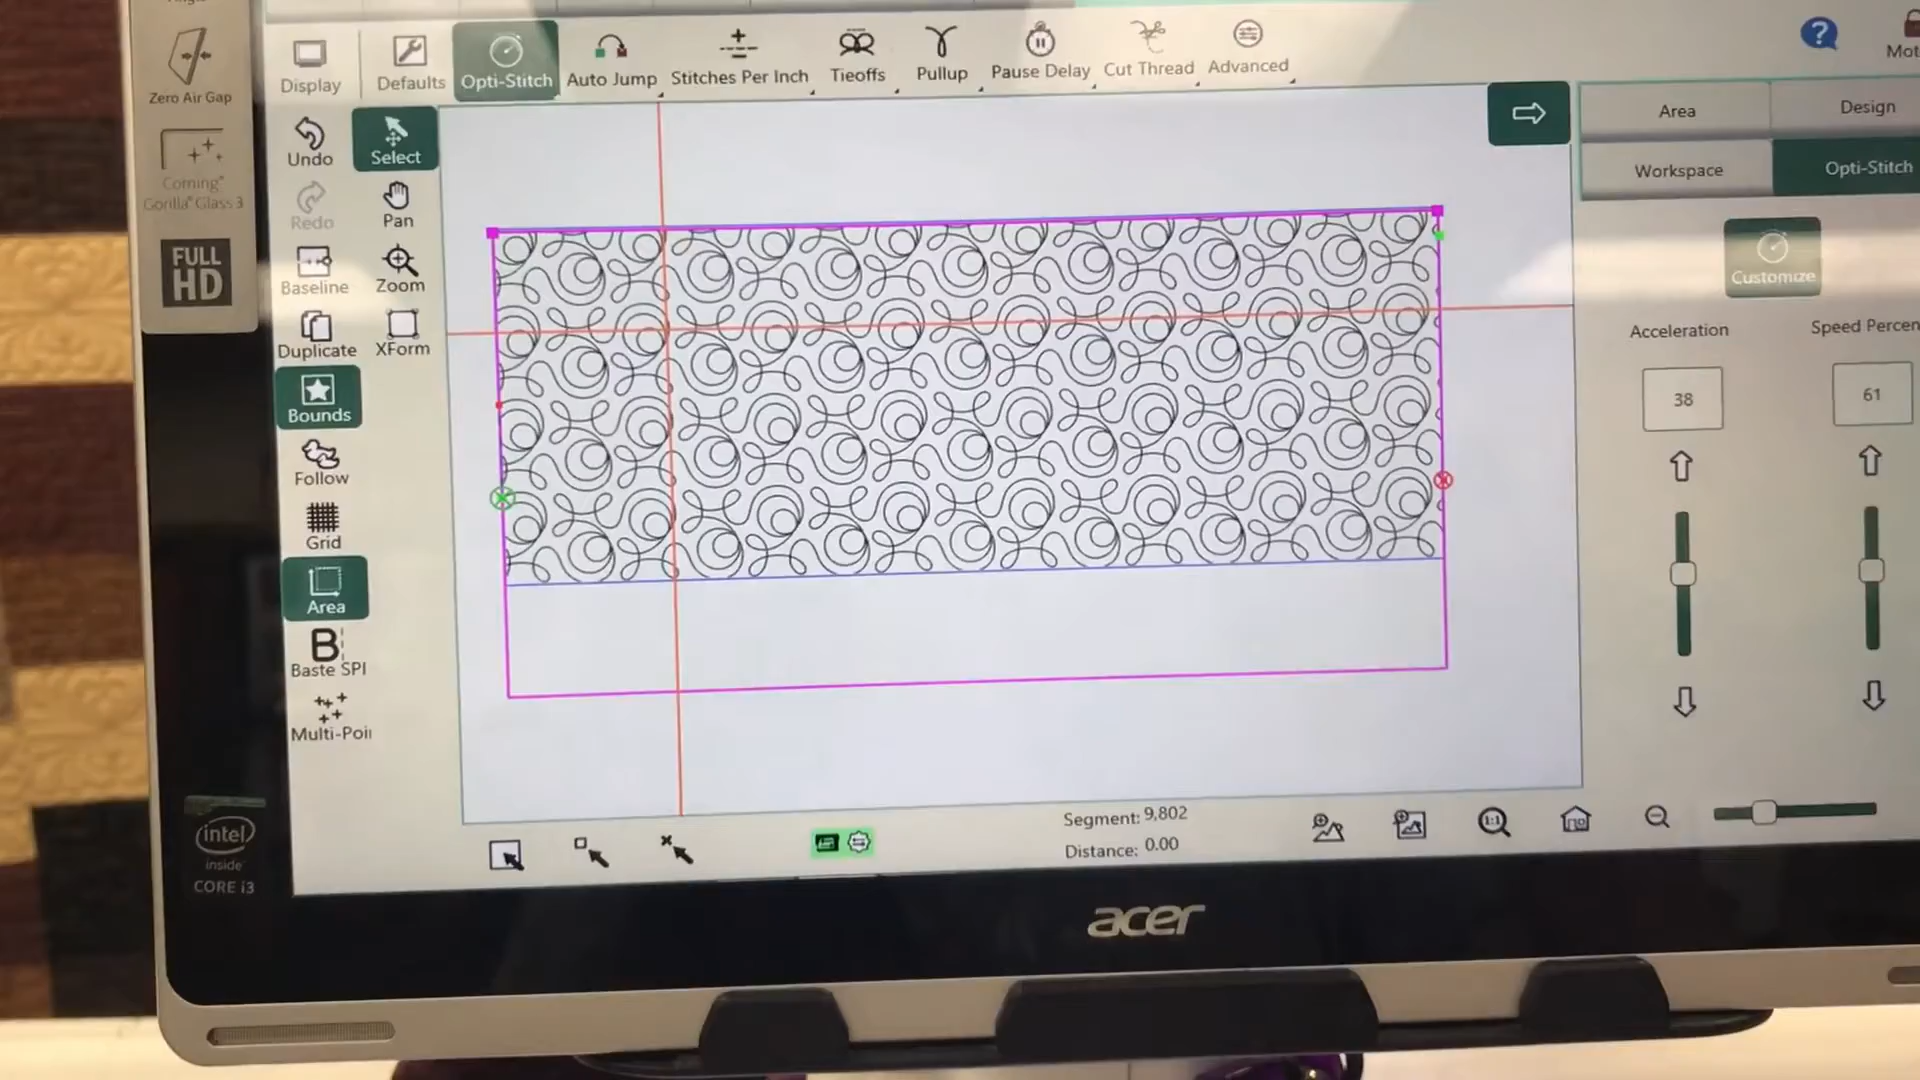 Zero Air Gap
Corning®
Gorilla® Glass 3
FULL
HD
intel
inside
CORE i3
Display
Defaults
Opti-Stitch
Auto Jump
Stitches Per Inch
Tieoffs
Pullup
Pause Delay
Cut Thread
Advanced
?
Undo
Select
Redo
Pan
Baseline
Zoom
Duplicate
XForm
Bounds
Follow
Grid
Area
B
Baste SPI
Multi-Poi
Area
Design
Workspace
Opti-Stitch
Customize
Acceleration
Speed Percen
38
61
Segment: 9,802
Distance: 0.00
1:1
acer